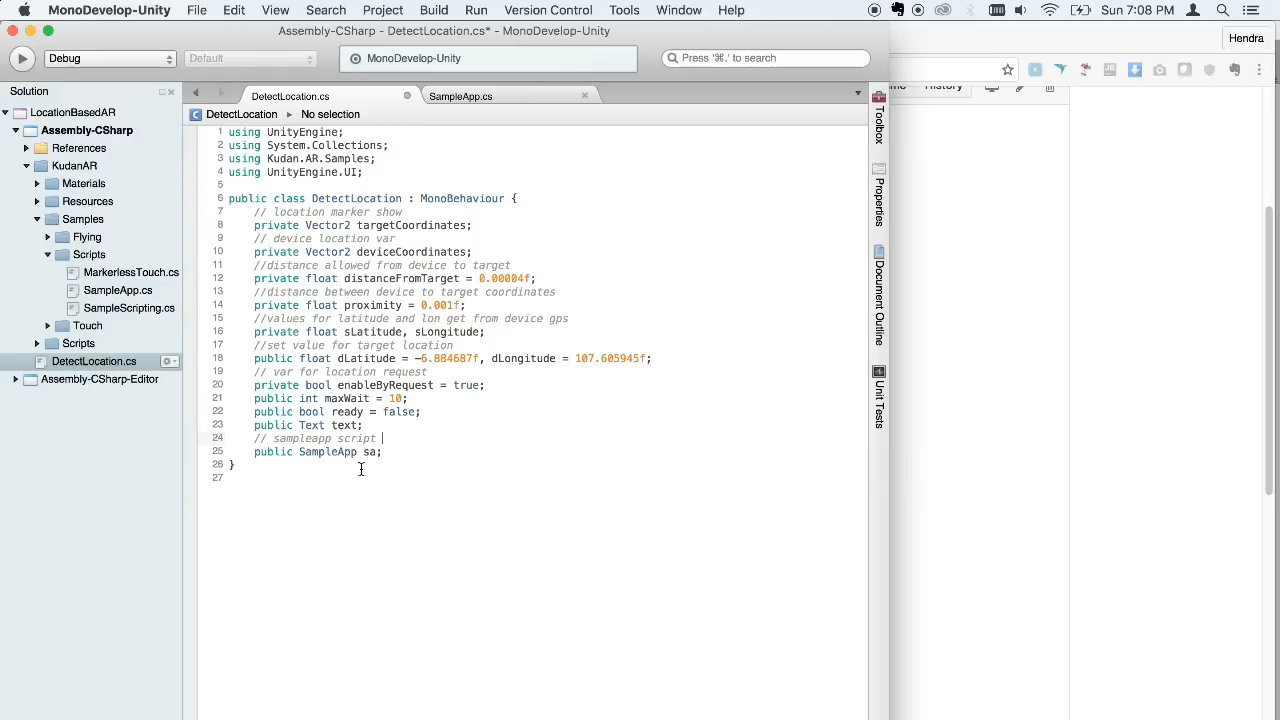 MonoDevelop-Unity File Edit View Search Project Build Run Version Control Tools Window Help Sun 7:08 PM
Assembly-CSharp - DetectLocation.cs* - MonoDevelop-Unity
Hendra
Debug Default MonoDevelop-Unity Press '⌘.' to search
Solution
LocationBasedAR
Assembly-CSharp
References
KudanAR
Materials
Resources
Samples
Flying
Scripts
MarkerlessTouch.cs
SampleApp.cs
SampleScripting.cs
Touch
Scripts
DetectLocation.cs
Assembly-CSharp-Editor
DetectLocation.cs SampleApp.cs
DetectLocation No selection
1 using UnityEngine;
2 using System.Collections;
3 using Kudan.AR.Samples;
4 using UnityEngine.UI;
5
6 public class DetectLocation : MonoBehaviour {
7 // location marker show
8 private Vector2 targetCoordinates;
9 // device location var
10 private Vector2 deviceCoordinates;
11 //distance allowed from device to target
12 private float distanceFromTarget = 0.00004f;
13 //distance between device to target coordinates
14 private float proximity = 0.001f;
15 //values for latitude and lon get from device gps
16 private float sLatitude, sLongitude;
17 //set value for target location
18 public float dLatitude = -6.884687f, dLongitude = 107.605945f;
19 // var for location request
20 private bool enableByRequest = true;
21 public int maxWait = 10;
22 public bool ready = false;
23 public Text text;
24 // sampleapp script
25 public SampleApp sa;
26 }
27
Toolbox
Properties
Document Outline
Unit Tests
History